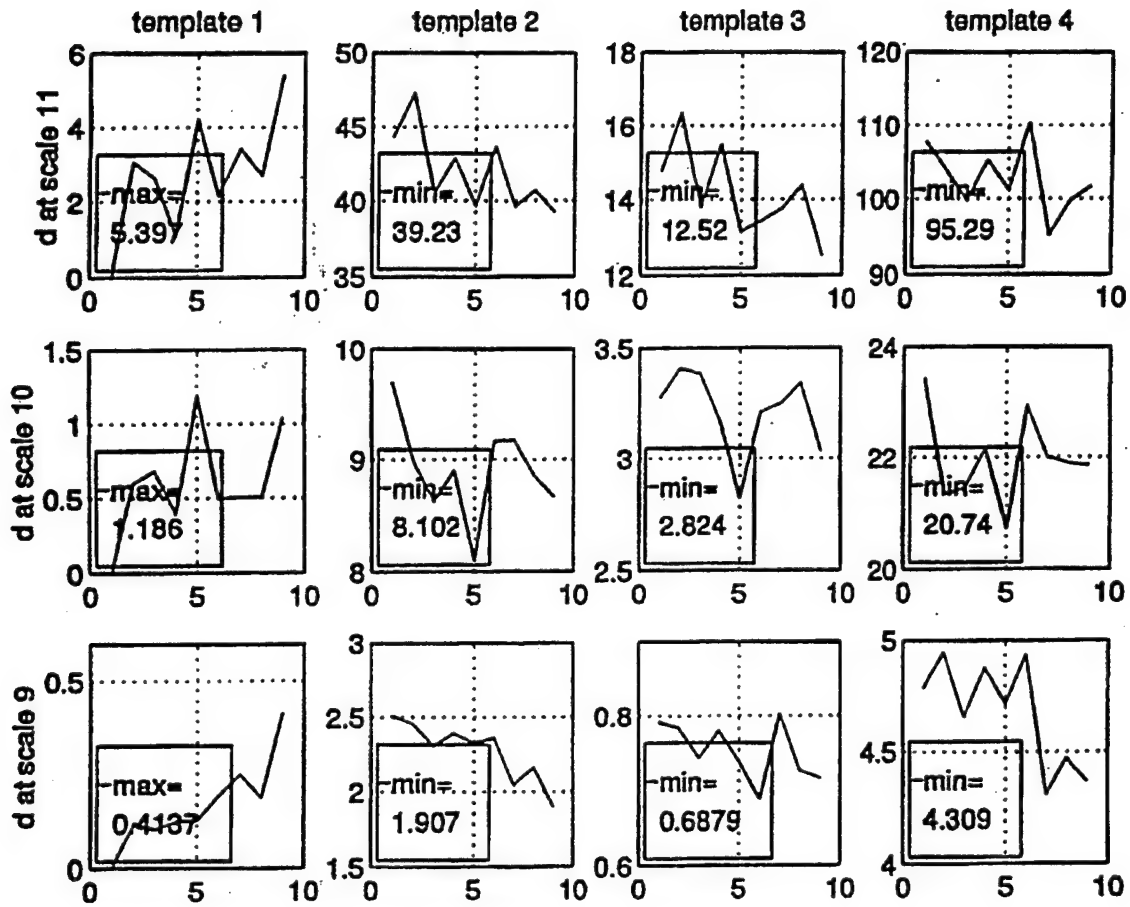 template 1 template 2 template 3 template 4
d at scale 11
6
4
2
0
0 5 10
max=
5.397
50
45
40
35
0 5 10
min=
39.23
18
16
14
12
0 5 10
min=
12.52
120
110
100
90
0 5 10
min=
95.29
d at scale 10
1.5
1
0.5
0
0 5 10
max=
1.186
10
9
8
0 5 10
min=
8.102
3.5
3
2.5
0 5 10
min=
2.824
24
22
20
0 5 10
min=
20.74
d at scale 9
0.5
0
0 5 10
max=
0.4137
3
2.5
2
1.5
0 5 10
min=
1.907
0.8
0.6
0 5 10
min=
0.6879
5
4.5
4
0 5 10
min=
4.309